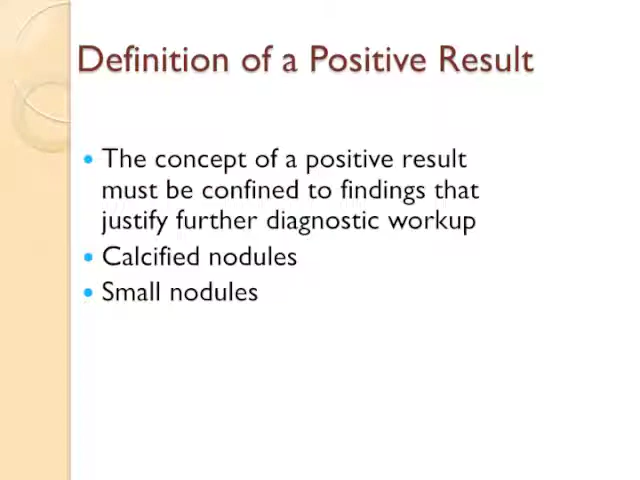 Definition of a Positive Result
The concept of a positive result
must be confined to findings that
justify further diagnostic workup
Calcified nodules
Small nodules